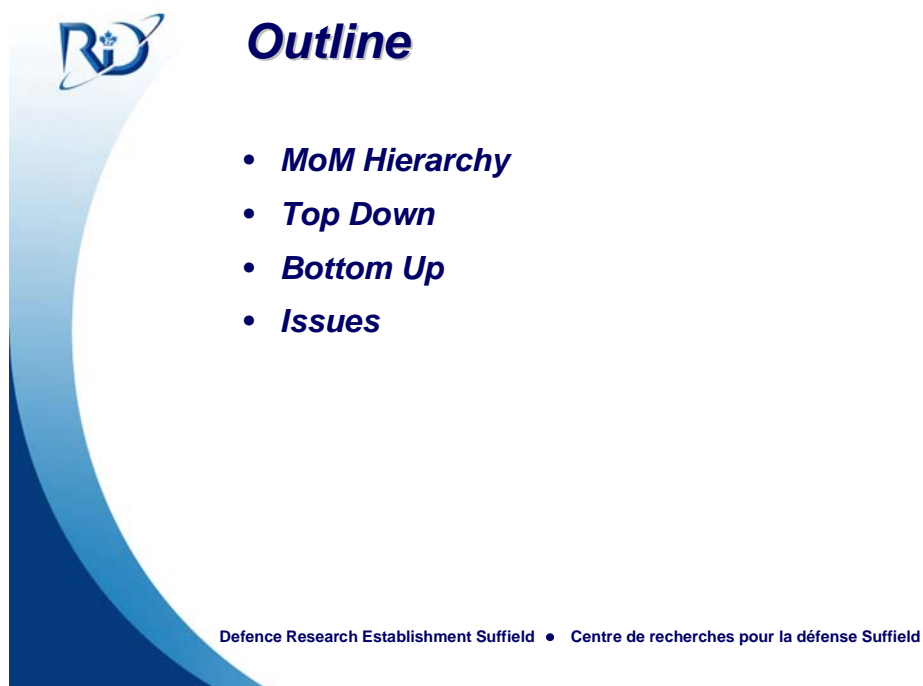 R&D
Outline
• MoM Hierarchy
• Top Down
• Bottom Up
• Issues
Defence Research Establishment Suffield • Centre de recherches pour la défense Suffield